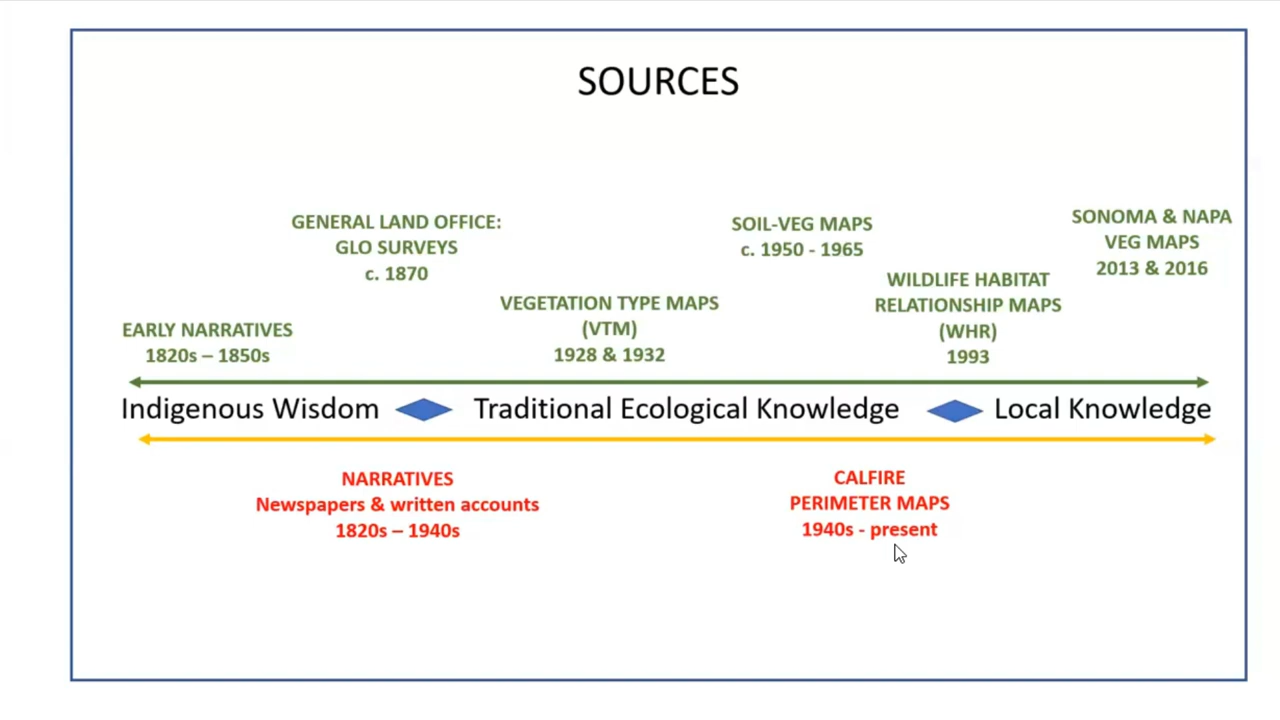 SOURCES
GENERAL LAND OFFICE:
GLO SURVEYS
c. 1870
SOIL-VEG MAPS
c. 1950 - 1965
SONOMA & NAPA
VEG MAPS
2013 & 2016
EARLY NARRATIVES
1820s – 1850s
VEGETATION TYPE MAPS
(VTM)
1928 & 1932
WILDLIFE HABITAT
RELATIONSHIP MAPS
(WHR)
1993
Indigenous Wisdom Traditional Ecological Knowledge Local Knowledge
NARRATIVES
Newspapers & written accounts
1820s – 1940s
CALFIRE
PERIMETER MAPS
1940s - present